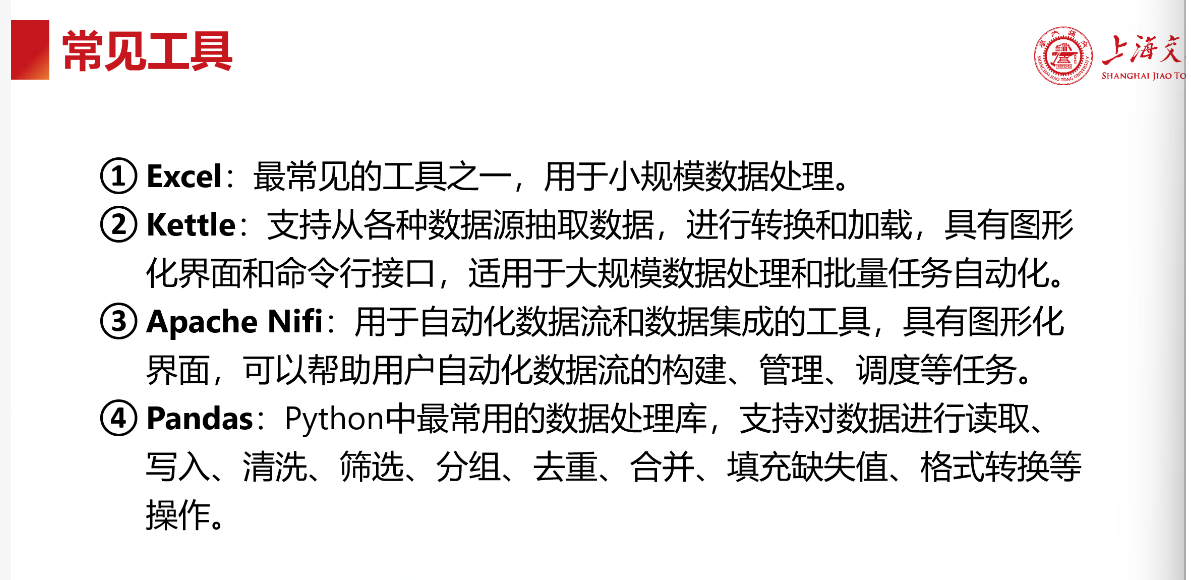 常见工具
上海交
SHANGHAI JIAO TO
① Excel：最常见的工具之一，用于小规模数据处理。
② Kettle：支持从各种数据源抽取数据，进行转换和加载，具有图形
化界面和命令行接口，适用于大规模数据处理和批量任务自动化。
③ Apache Nifi：用于自动化数据流和数据集成的工具，具有图形化
界面，可以帮助用户自动化数据流的构建、管理、调度等任务。
④ Pandas：Python中最常用的数据处理库，支持对数据进行读取、
写入、清洗、筛选、分组、去重、合并、填充缺失值、格式转换等
操作。